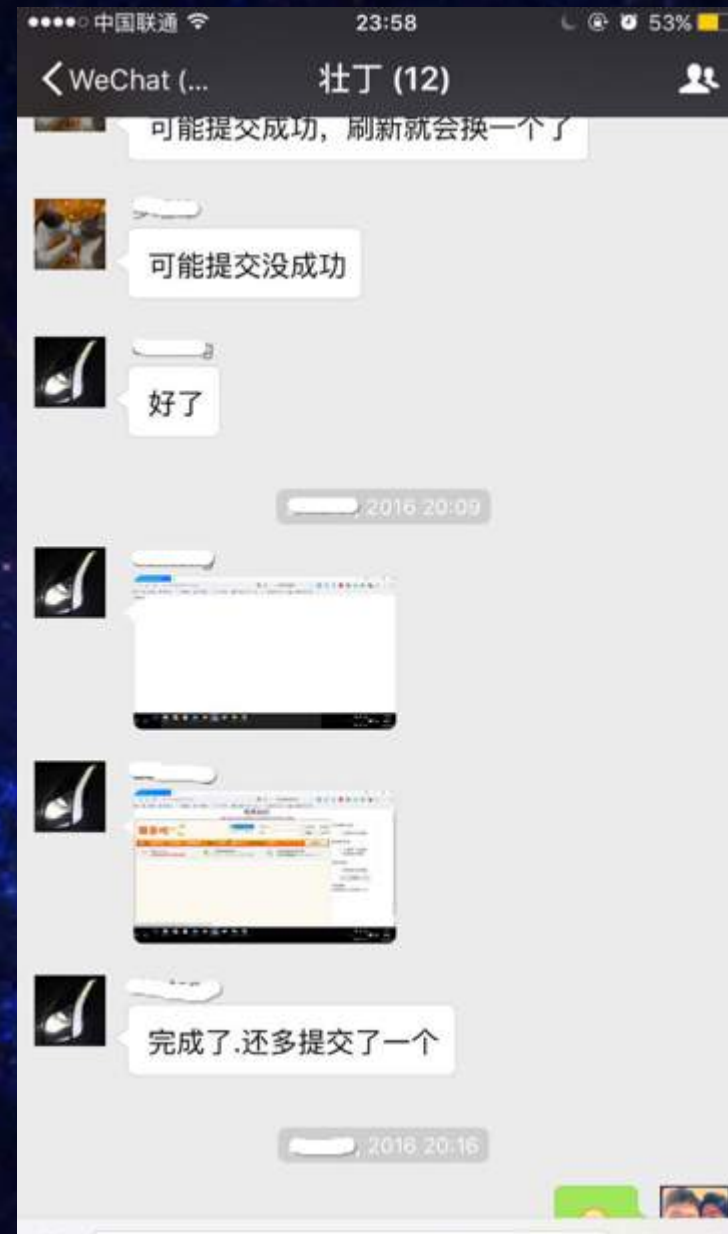 中国联通 23:58 53%
WeChat (... 壮丁 (12)
可能提交成功，刷新就会换一个了
可能提交没成功
好了
, 2016 20:09
完成了.还多提交了一个
, 2016 20:16